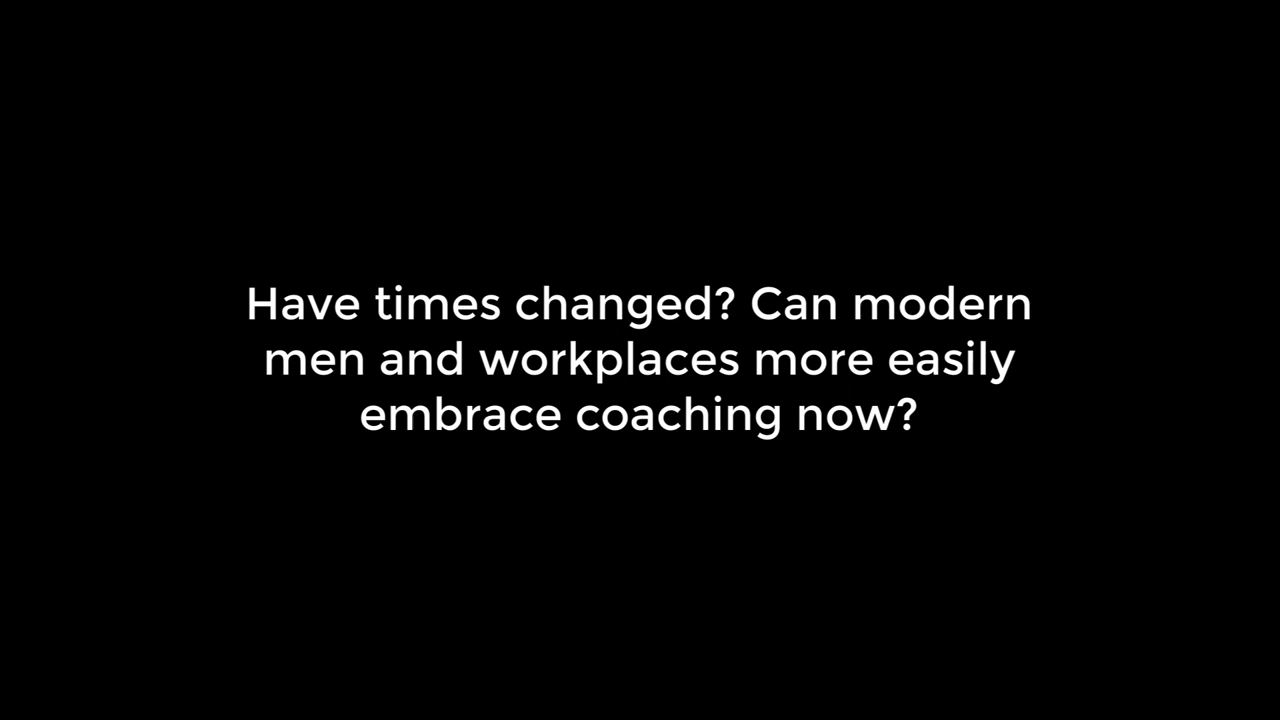 Have times changed? Can modern
men and workplaces more easily
embrace coaching now?